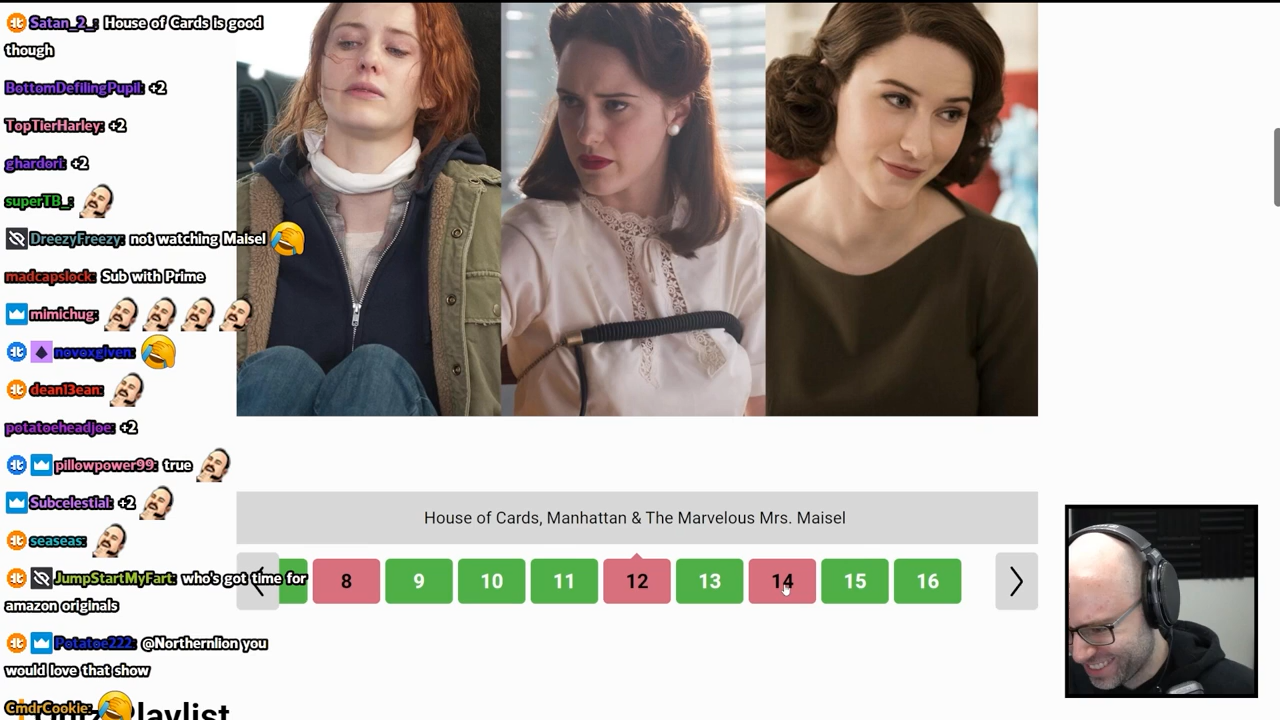 Satan_2_: House of Cards is good
though
BottomDefilingPupil: +2
TopTierHarley: +2
ghardori: +2
superTB_:
DreezyFreezy: not watching Maisel
madcapslock: Sub with Prime
mimichug:
novoxgiven:
dean13ean:
potatoeheadjoe: +2
pillowpower99: true
Subcelestial: +2
seaseas:
JumpStartMyFart: who's got time for
amazon originals
Potatoe222: @Northernlion you
would love that show
CmdrCookie:
House of Cards, Manhattan & The Marvelous Mrs. Maisel
8 9 10 11 12 13 14 15 16
Playlist